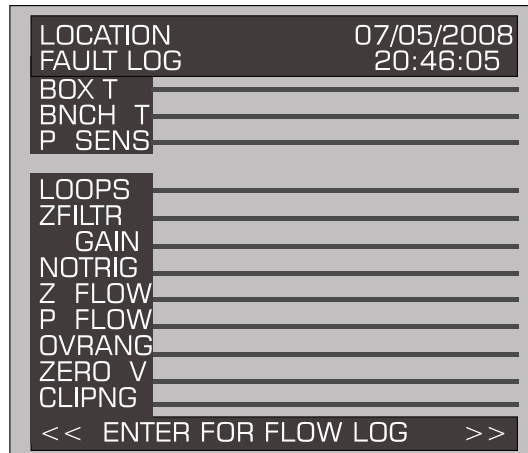 LOCATION 07/05/2008
FAULT LOG 20:46:05
BOX T
BNCH T
P SENS
LOOPS
ZFILTR
GAIN
NOTRIG
Z FLOW
P FLOW
OVRANG
ZERO V
CLIPNG
<< ENTER FOR FLOW LOG >>